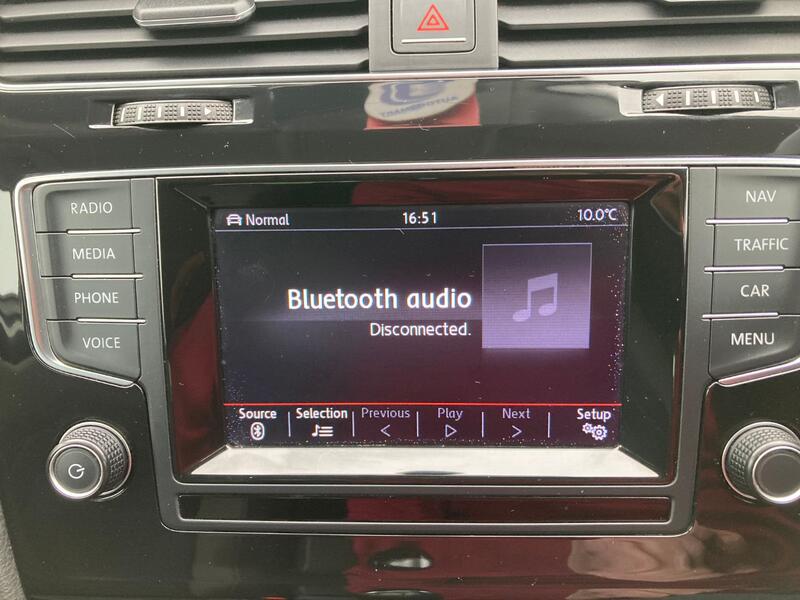 RADIO
MEDIA
PHONE
VOICE
Normal 16:51 10.0°C
Bluetooth audio
Disconnected.
Source Selection Previous Play Next Setup
NAV
TRAFFIC
CAR
MENU